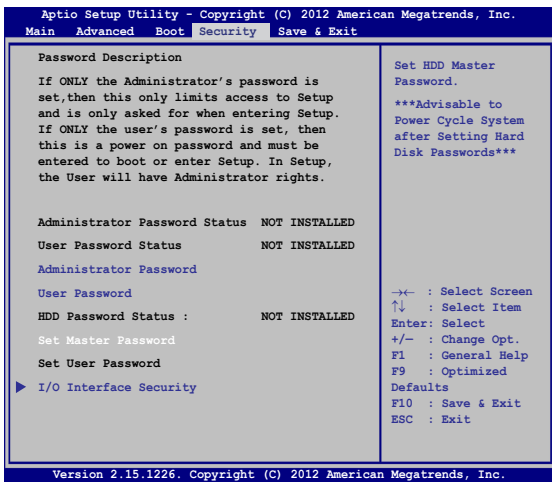 Aptio Setup Utility - Copyright (C) 2012 American Megatrends, Inc.
Main Advanced Boot Security Save & Exit
Password Description
If ONLY the Administrator's password is
set,then this only limits access to Setup
and is only asked for when entering Setup.
If ONLY the user's password is set, then
this is a power on password and must be
entered to boot or enter Setup. In Setup,
the User will have Administrator rights.
Administrator Password Status NOT INSTALLED
User Password Status NOT INSTALLED
Administrator Password
User Password
HDD Password Status : NOT INSTALLED
Set Master Password
Set User Password
I/O Interface Security
Set HDD Master
Password.
***Advisable to
Power Cycle System
after Setting Hard
Disk Passwords***
→← : Select Screen
↑↓ : Select Item
Enter: Select
+/— : Change Opt.
F1 : General Help
F9 : Optimized
Defaults
F10 : Save & Exit
ESC : Exit
Version 2.15.1226. Copyright (C) 2012 American Megatrends, Inc.